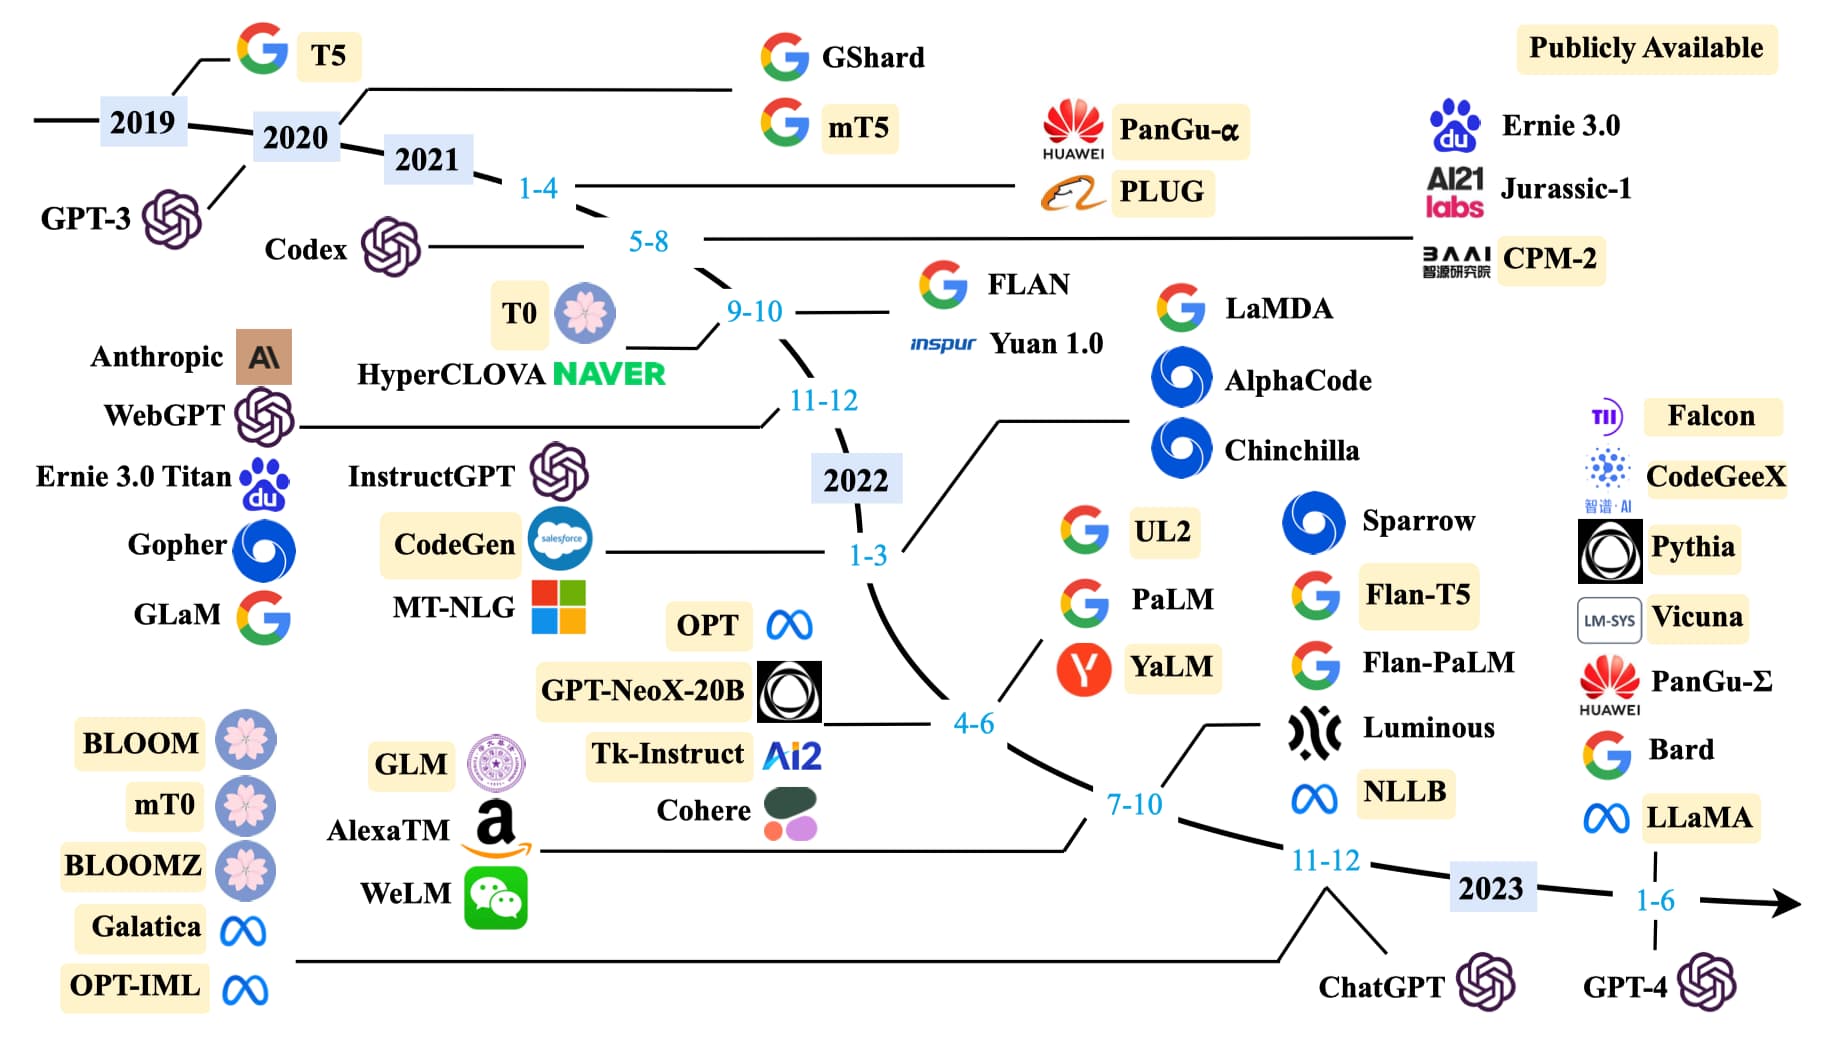 T5
GShard
Publicly Available
mT5
2019
2020
2021
PanGu-α
HUAWEI
PLUG
du
Ernie 3.0
AI21
labs
Jurassic-1
1-4
GPT-3
Codex
5-8
BAAI
智源研究院
CPM-2
T0
9-10
FLAN
inspur
Yuan 1.0
LaMDA
Anthropic
A\
HyperCLOVA
NAVER
AlphaCode
WebGPT
11-12
Chinchilla
TII
Falcon
Ernie 3.0 Titan
du
InstructGPT
2022
智谱·AI
CodeGeeX
Gopher
CodeGen
salesforce
1-3
UL2
Sparrow
Pythia
GLaM
MT-NLG
PaLM
Flan-T5
LM-SYS
Vicuna
OPT
YaLM
Y
Flan-PaLM
HUAWEI
PanGu-Σ
GPT-NeoX-20B
4-6
Luminous
Bard
BLOOM
GLM
Tk-Instruct
Ai2
7-10
NLLB
LLaMA
mT0
AlexaTM
a
Cohere
BLOOMZ
WeLM
11-12
2023
1-6
Galatica
OPT-IML
ChatGPT
GPT-4